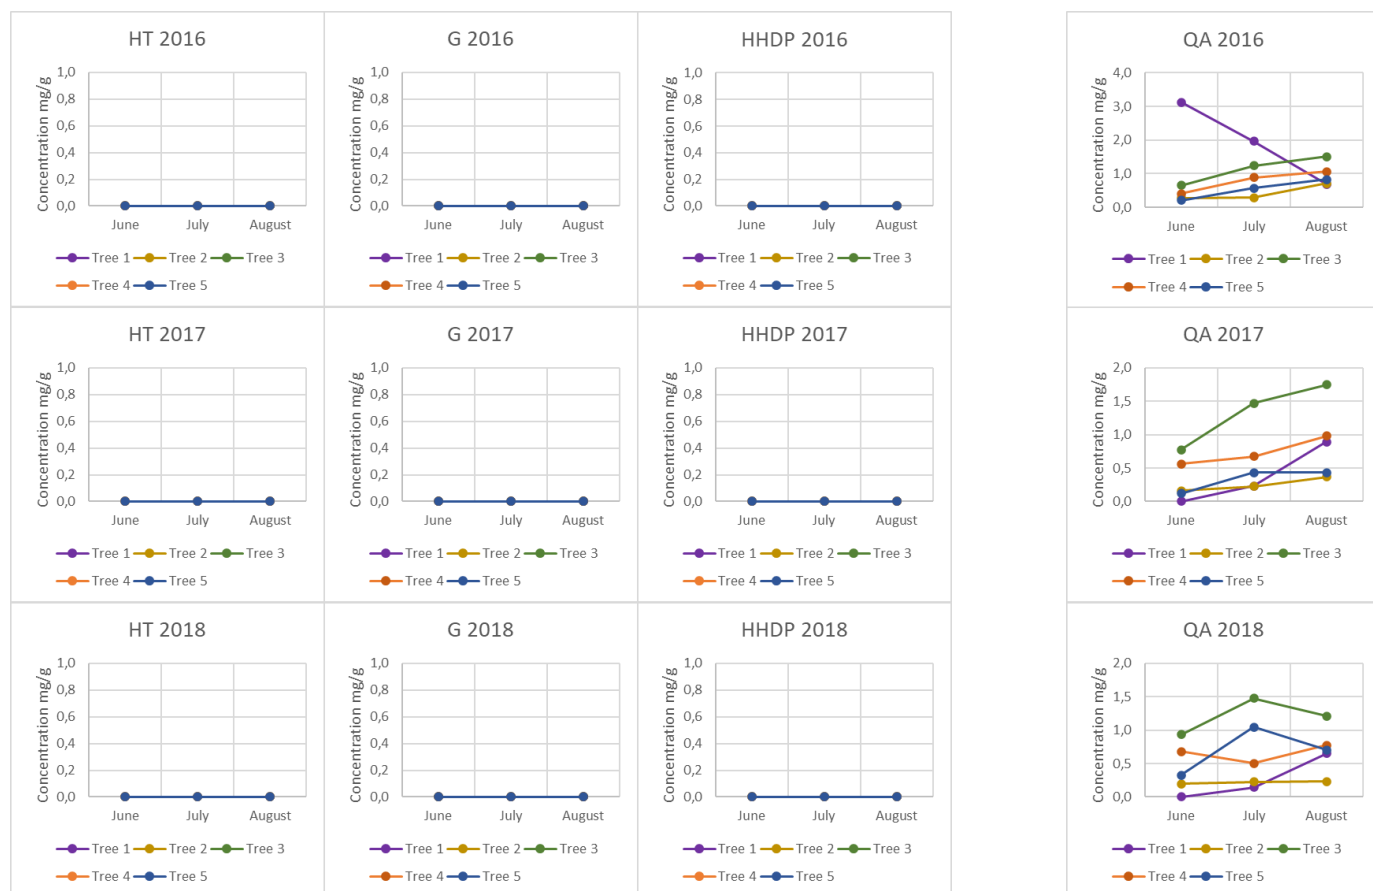 HT 2016
Concentration mg/g
1,0
0,8
0,6
0,4
0,2
0,0
June July August
Tree 1 Tree 2 Tree 3
Tree 4 Tree 5
G 2016
Concentration mg/g
1,0
0,8
0,6
0,4
0,2
0,0
June July August
Tree 1 Tree 2 Tree 3
Tree 4 Tree 5
HHDP 2016
Concentration mg/g
1,0
0,8
0,6
0,4
0,2
0,0
June July August
Tree 1 Tree 2 Tree 3
Tree 4 Tree 5
QA 2016
Concentration mg/g
4,0
3,0
2,0
1,0
0,0
June July August
Tree 1 Tree 2 Tree 3
Tree 4 Tree 5
HT 2017
Concentration mg/g
1,0
0,8
0,6
0,4
0,2
0,0
June July August
Tree 1 Tree 2 Tree 3
Tree 4 Tree 5
G 2017
Concentration mg/g
1,0
0,8
0,6
0,4
0,2
0,0
June July August
Tree 1 Tree 2 Tree 3
Tree 4 Tree 5
HHDP 2017
Concentration mg/g
1,0
0,8
0,6
0,4
0,2
0,0
June July August
Tree 1 Tree 2 Tree 3
Tree 4 Tree 5
QA 2017
Concentration mg/g
2,0
1,5
1,0
0,5
0,0
June July August
Tree 1 Tree 2 Tree 3
Tree 4 Tree 5
HT 2018
Concentration mg/g
1,0
0,8
0,6
0,4
0,2
0,0
June July August
Tree 1 Tree 2 Tree 3
Tree 4 Tree 5
G 2018
Concentration mg/g
1,0
0,8
0,6
0,4
0,2
0,0
June July August
Tree 1 Tree 2 Tree 3
Tree 4 Tree 5
HHDP 2018
Concentration mg/g
1,0
0,8
0,6
0,4
0,2
0,0
June July August
Tree 1 Tree 2 Tree 3
Tree 4 Tree 5
QA 2018
Concentration mg/g
2,0
1,5
1,0
0,5
0,0
June July August
Tree 1 Tree 2 Tree 3
Tree 4 Tree 5